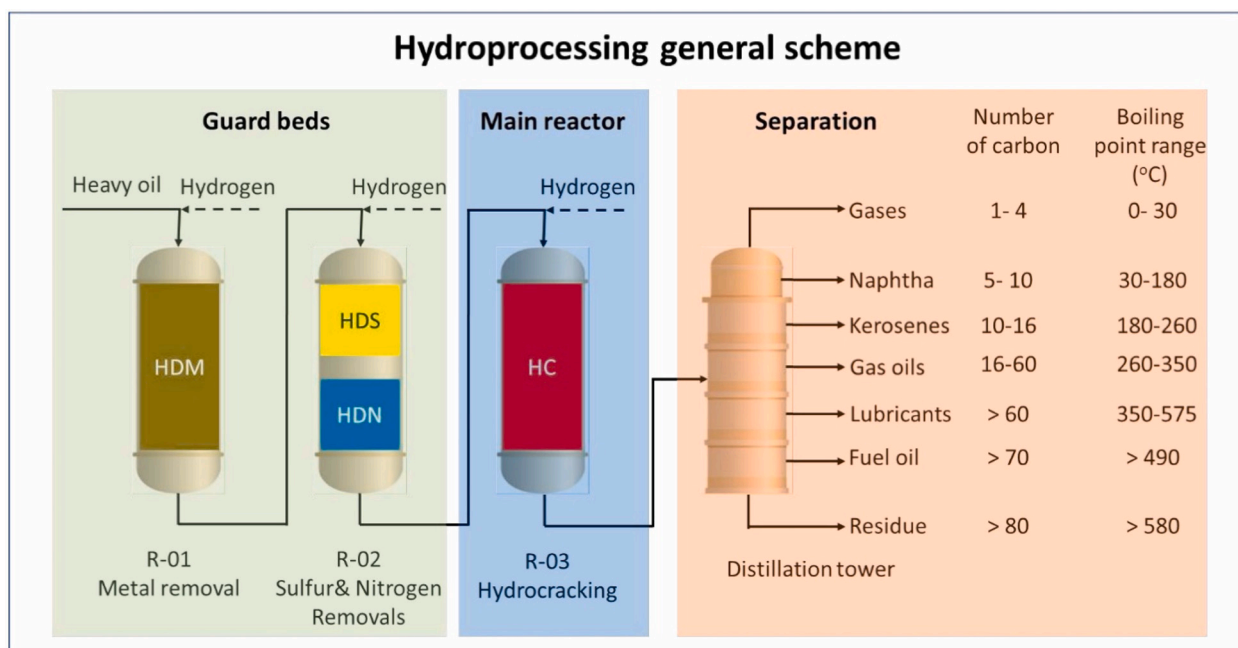 Hydroprocessing general scheme
Guard beds
Main reactor
Separation
Number
of carbon
Boiling
point range
(°C)
Heavy oil
Hydrogen
Hydrogen
Hydrogen
Gases 1- 4 0- 30
Naphtha 5- 10 30-180
Kerosenes 10-16 180-260
Gas oils 16-60 260-350
Lubricants > 60 350-575
Fuel oil > 70 > 490
Residue > 80 > 580
HDM
HDS
HDN
HC
R-01
Metal removal
R-02
Sulfur& Nitrogen
Removals
R-03
Hydrocracking
Distillation tower